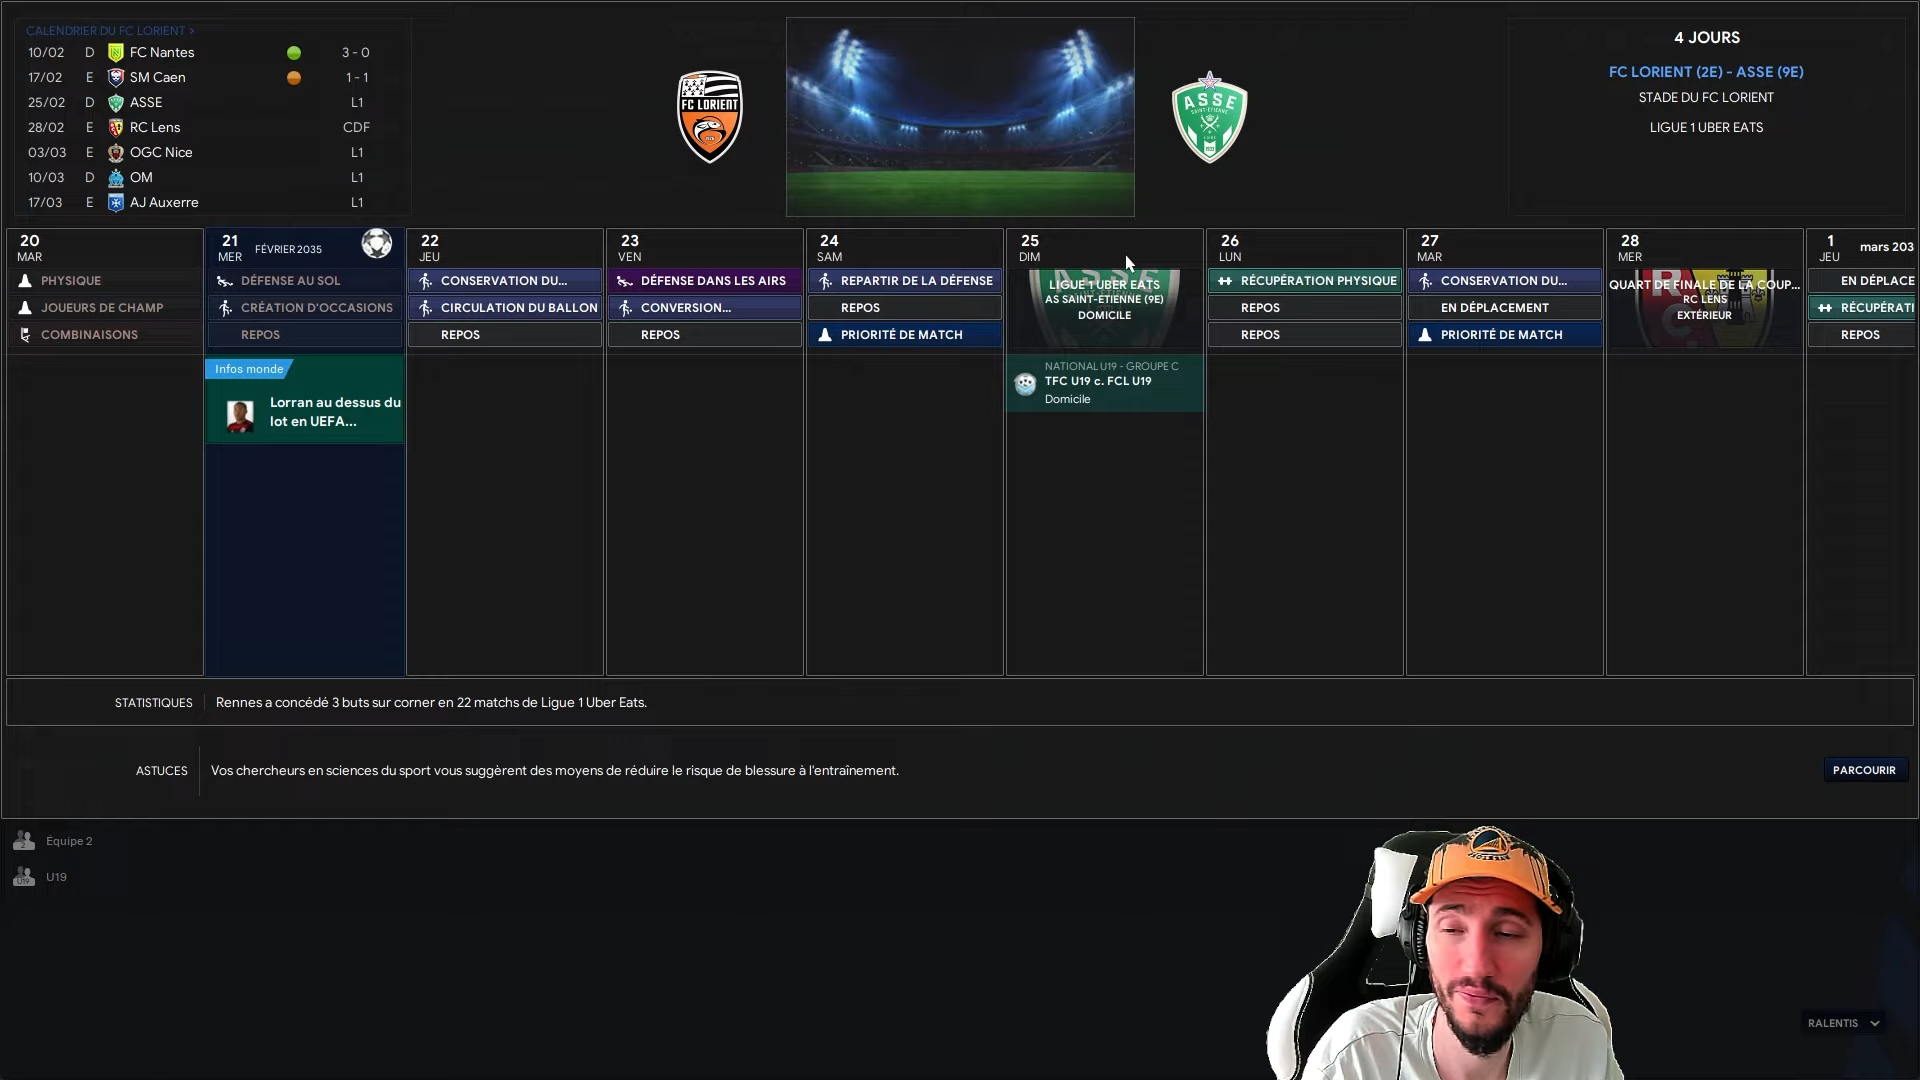 CALENDRIER DU FC LORIENT >
10/02 D FC Nantes 3 - 0
17/02 E SM Caen 1 - 1
25/02 D ASSE L1
28/02 E RC Lens CDF
03/03 E OGC Nice L1
10/03 D OM L1
17/03 E AJ Auxerre L1
FC LORIENT
ASSE
4 JOURS
FC LORIENT (2E) - ASSE (9E)
STADE DU FC LORIENT
LIGUE 1 UBER EATS
20
MAR
PHYSIQUE
JOUEURS DE CHAMP
COMBINAISONS
21
MER
FÉVRIER 2035
DÉFENSE AU SOL
CRÉATION D'OCCASIONS
REPOS
Infos monde
Lorran au dessus du
lot en UEFA...
22
JEU
CONSERVATION DU...
CIRCULATION DU BALLON
REPOS
23
VEN
DÉFENSE DANS LES AIRS
CONVERSION...
REPOS
24
SAM
REPARTIR DE LA DÉFENSE
REPOS
PRIORITÉ DE MATCH
25
DIM
LIGUE 1 UBER EATS
AS SAINT-ÉTIENNE (9E)
DOMICILE
NATIONAL U19 - GROUPE C
TFC U19 c. FCL U19
Domicile
26
LUN
RÉCUPÉRATION PHYSIQUE
REPOS
REPOS
27
MAR
CONSERVATION DU...
EN DÉPLACEMENT
PRIORITÉ DE MATCH
28
MER
QUART DE FINALE DE LA COUP...
RC LENS
EXTÉRIEUR
1
JEU
mars 203
EN DÉPLACE
RÉCUPÉRATI
REPOS
STATISTIQUES
Rennes a concédé 3 buts sur corner en 22 matchs de Ligue 1 Uber Eats.
ASTUCES
Vos chercheurs en sciences du sport vous suggèrent des moyens de réduire le risque de blessure à l'entraînement.
PARCOURIR
Équipe 2
U19
RALENTIS